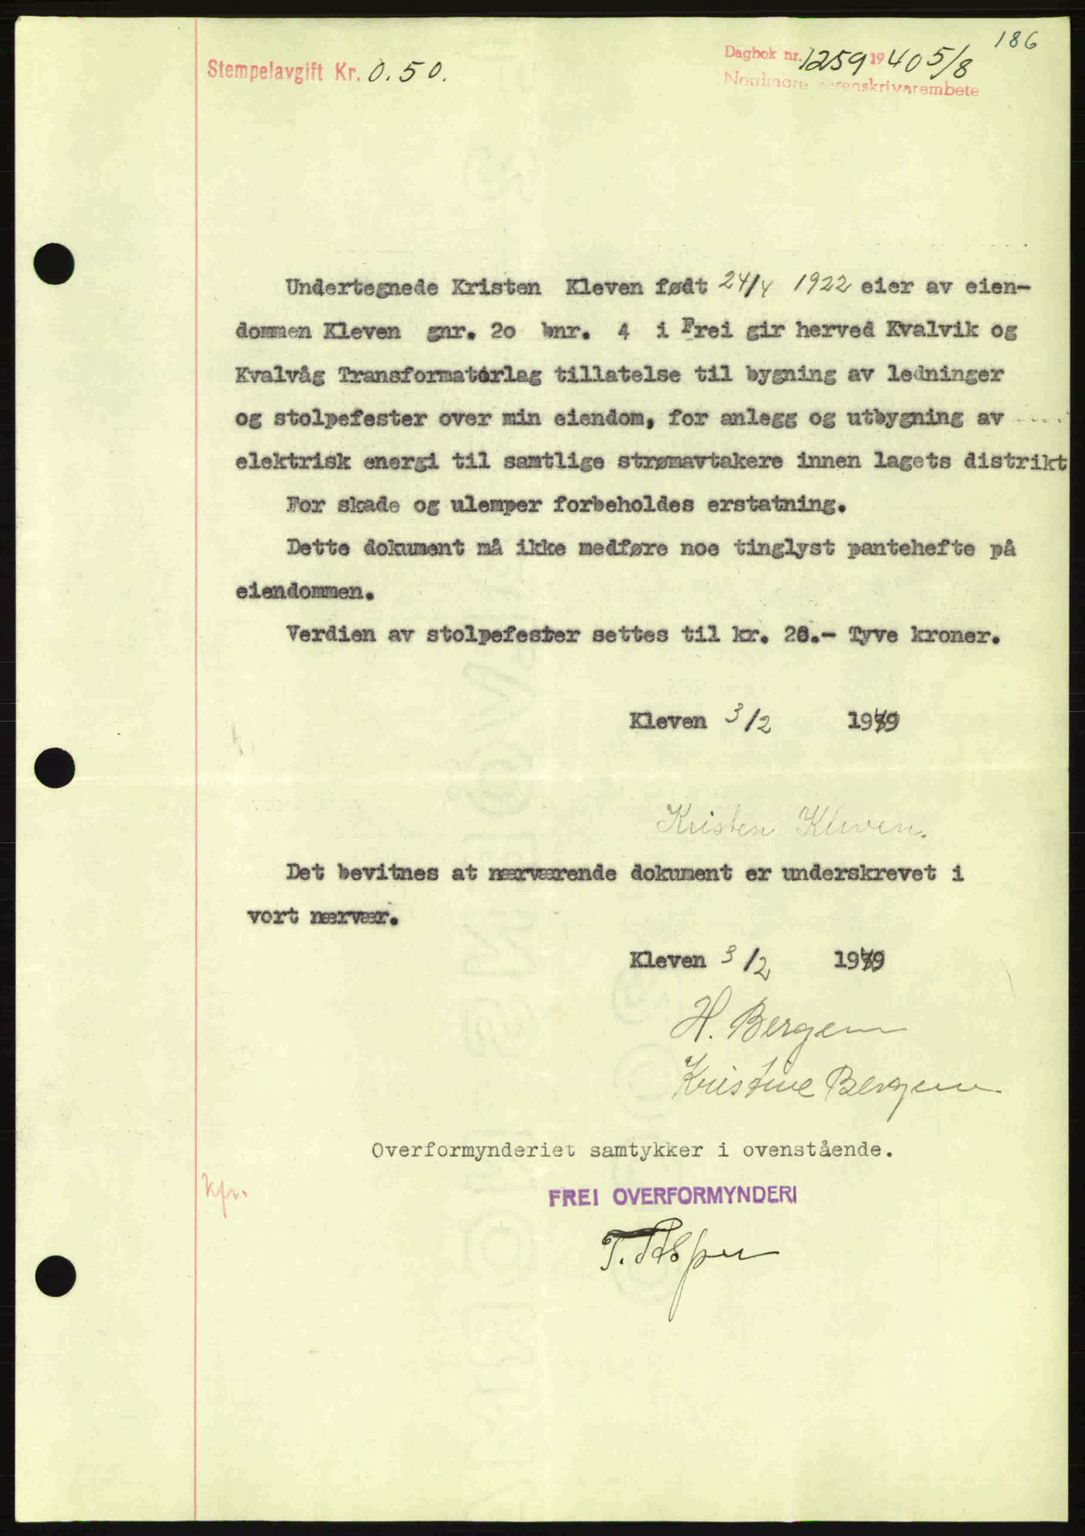 186
Stempelavgift Kr. 0.50.
Dagbok nr. 1259 1940 5/8
Nordmøre sorenskrivarembete
Undertegnede Kristen Kleven født 24/4 1922 eier av eien-
dommen Kleven gnr. 20 bnr. 4 i Frei gir herved Kvalvik og
Kvalvåg Transformatorlag tillatelse til bygning av ledninger
og stolpefester over min eiendom, for anlegg og utbygning av
elektrisk energi til samtlige strømavtakere innen lagets distrikt
For skade og ulemper forbeholdes erstatning.
Dette dokument må ikke medføre noe tinglyst pantehefte på
eiendommen.
Verdien av stolpefester settes til kr. 20.- Tyve kroner.
Kleven 3/2 19
Kristen Kleven.
Det bevitnes at nærværende dokument er underskrevet i
vort nærvær.
Kleven 3/2 19
H. Bergem
Kristine Bergem
Overformynderiet samtykker i ovenstående.
kfr.
FREI OVERFORMYNDERI
T.